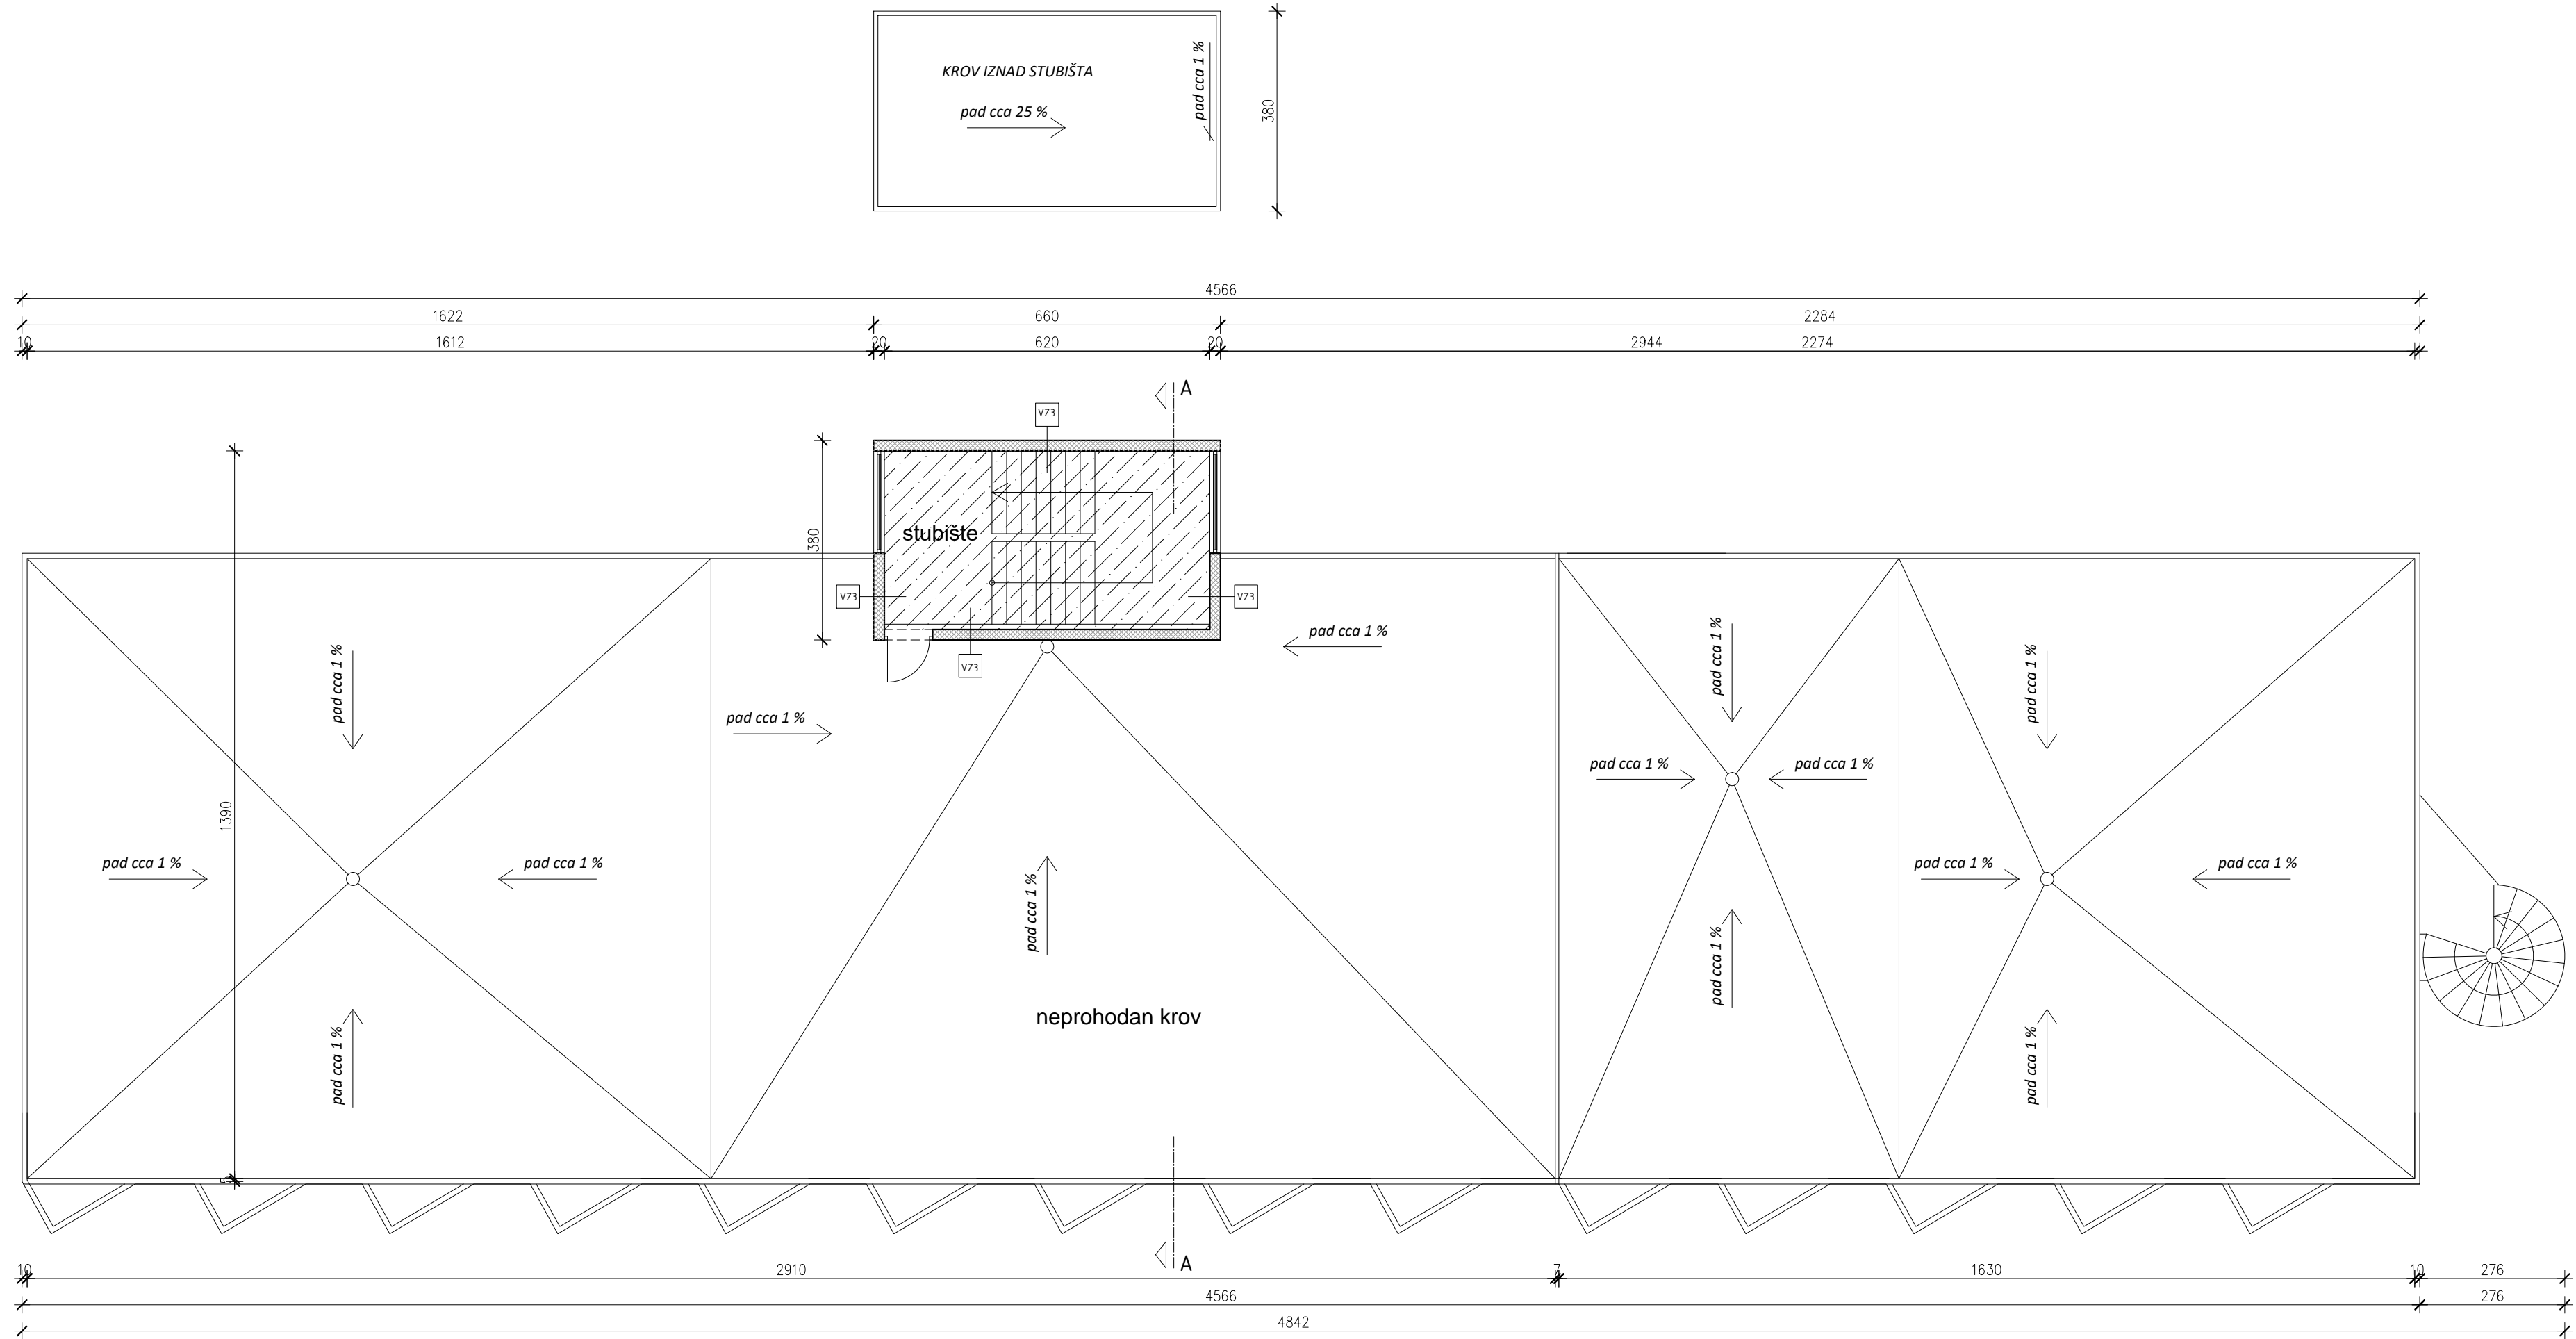 KROV IZNAD STUBIŠTA
pad cca 25 %
pad cca 1 %
380
4566
1622
660
2284
10
1612
20
620
20
2944
2274
A
VZ3
1390
380
stubište
VZ3
VZ3
VZ3
pad cca 1 %
pad cca 1 %
pad cca 1 %
pad cca 1 %
pad cca 1 %
pad cca 1 %
pad cca 1 %
pad cca 1 %
pad cca 1 %
pad cca 1 %
pad cca 1 %
pad cca 1 %
pad cca 1 %
pad cca 1 %
neprohodan krov
pad cca 1 %
pad cca 1 %
A
10
2910
7
1630
10
276
4566
276
4842